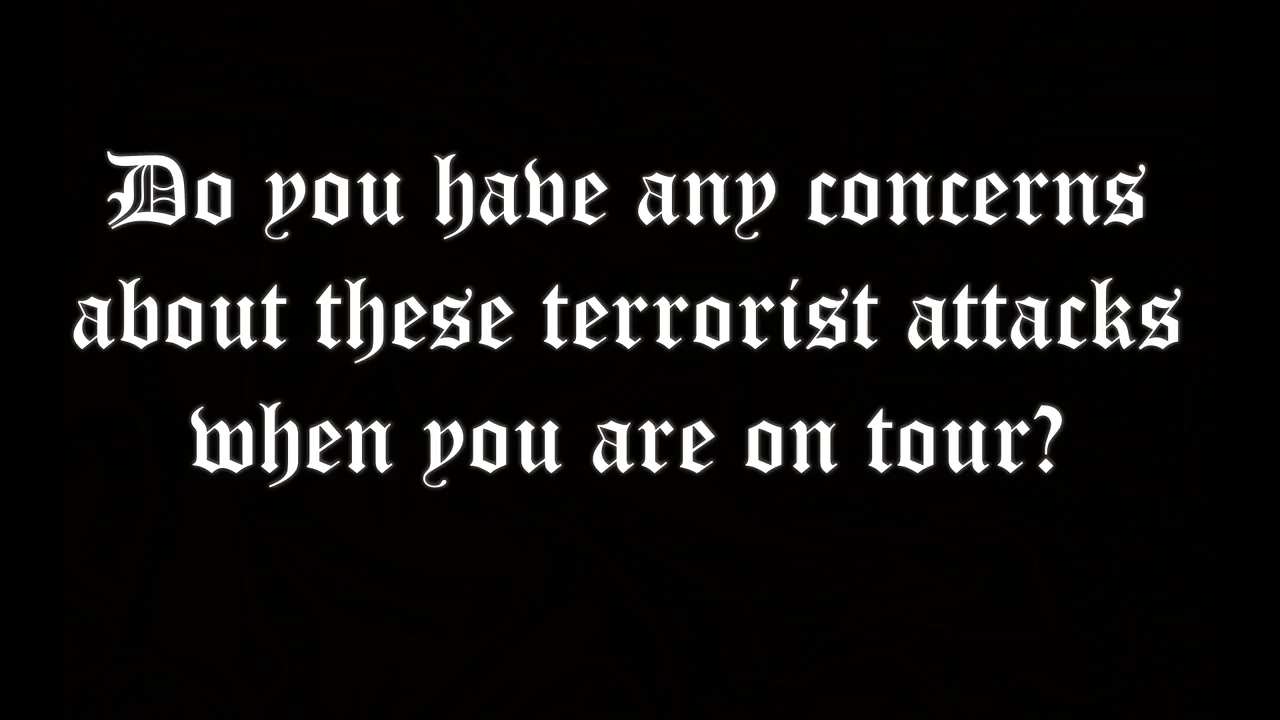 Do you have any concerns
about these terrorist attacks
when you are on tour?